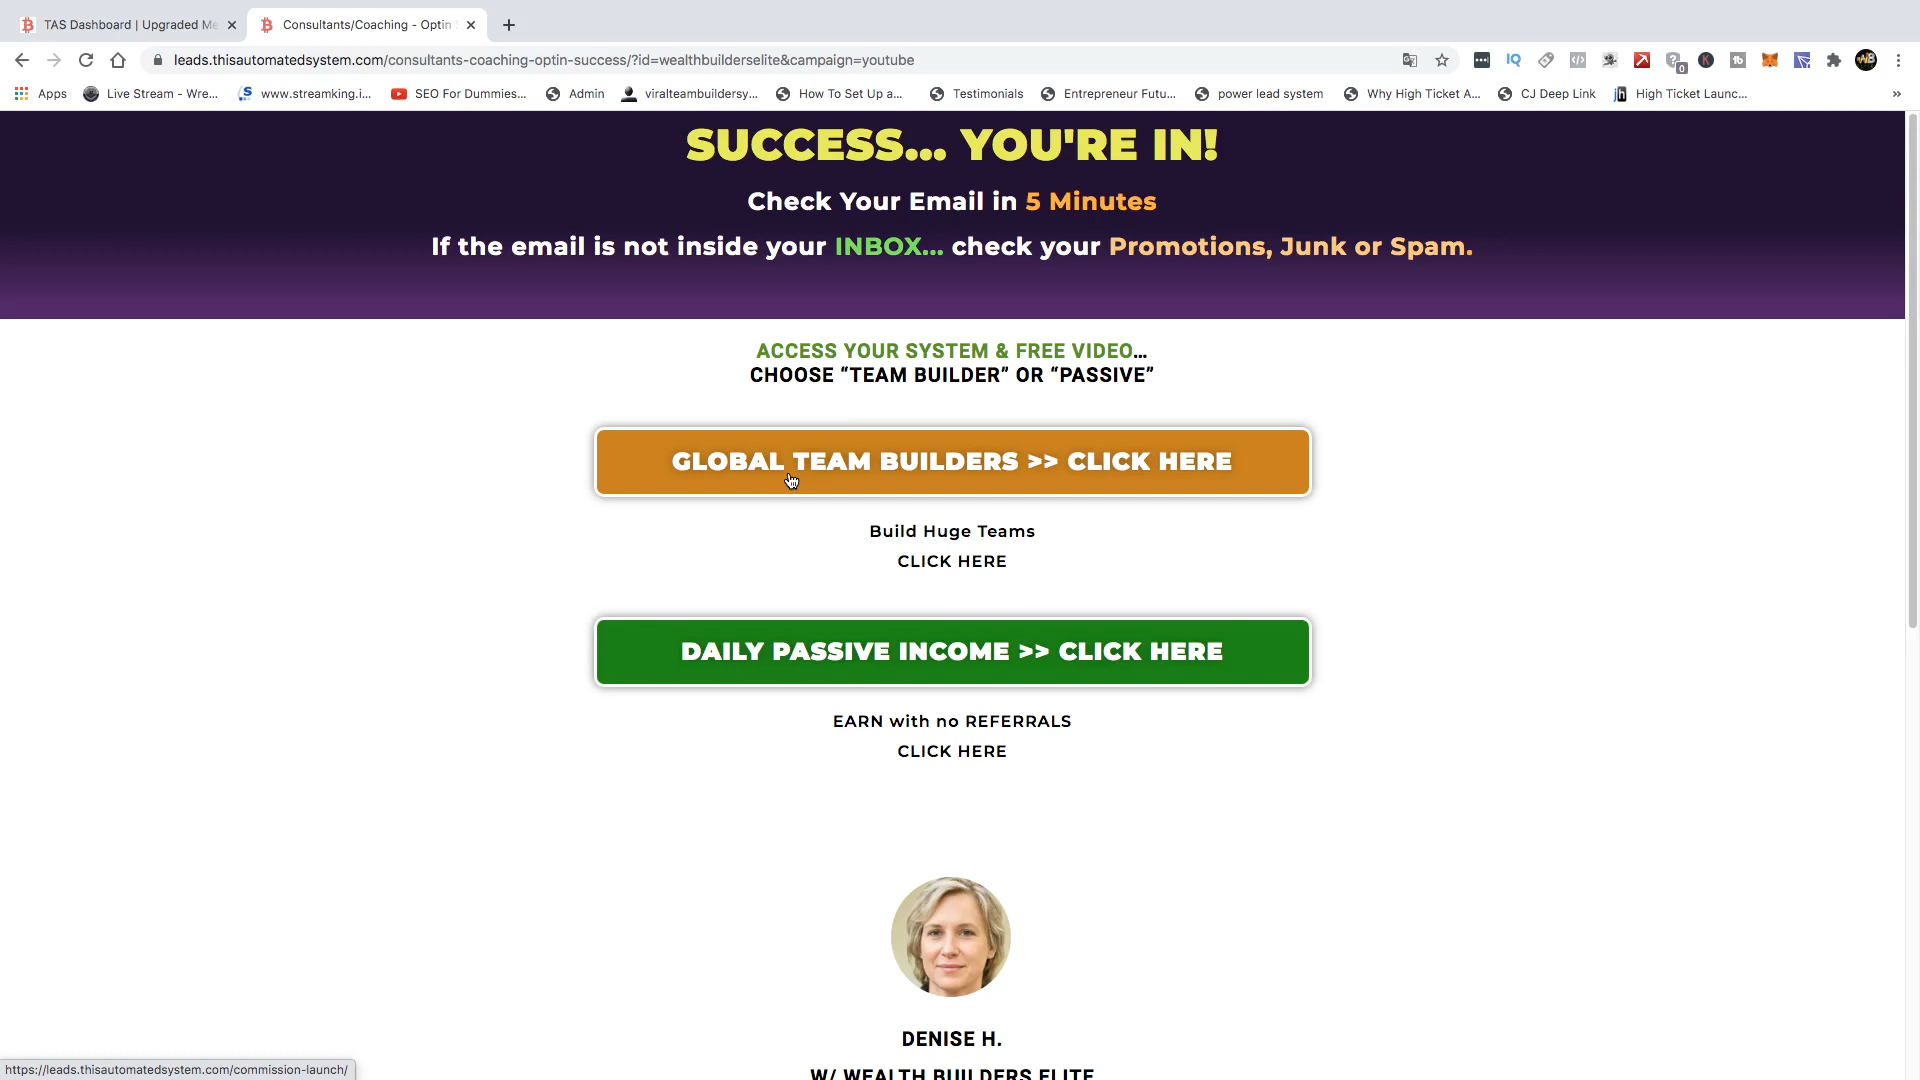 TAS Dashboard | Upgraded Me
Consultants/Coaching - Optin S
leads.thisautomatedsystem.com/consultants-coaching-optin-success/?id=wealthbuilderselite&campaign=youtube
Apps
Live Stream - Wre...
www.streamking.i...
SEO For Dummies...
Admin
viralteambuildersy...
How To Set Up a...
Testimonials
Entrepreneur Futu...
power lead system
Why High Ticket A...
CJ Deep Link
High Ticket Launc...
SUCCESS... YOU'RE IN!
Check Your Email in 5 Minutes
If the email is not inside your INBOX... check your Promotions, Junk or Spam.
ACCESS YOUR SYSTEM & FREE VIDEO...
CHOOSE “TEAM BUILDER” OR “PASSIVE”
GLOBAL TEAM BUILDERS >> CLICK HERE
Build Huge Teams
CLICK HERE
DAILY PASSIVE INCOME >> CLICK HERE
EARN with no REFERRALS
CLICK HERE
DENISE H.
W/ WEALTH BUILDERS ELITE
https://leads.thisautomatedsystem.com/commission-launch/